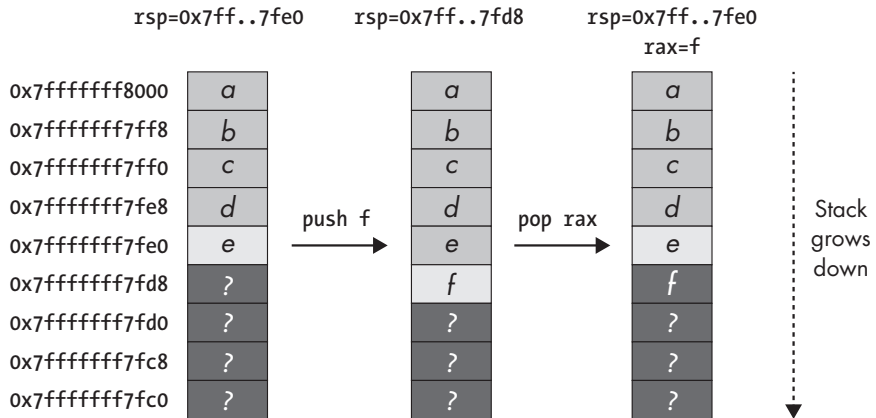 rsp=0x7ff..7fe0 rsp=0x7ff..7fd8 rsp=0x7ff..7fe0
rax=f
0x7fffffff8000 a a a
0x7fffffff7ff8 b b b
0x7fffffff7ff0 c c c
0x7fffffff7fe8 d push f d pop rax d
0x7fffffff7fe0 e e e
0x7fffffff7fd8 ? f f
0x7fffffff7fd0 ? ? ?
0x7fffffff7fc8 ? ? ?
0x7fffffff7fc0 ? ? ?
Stack
grows
down